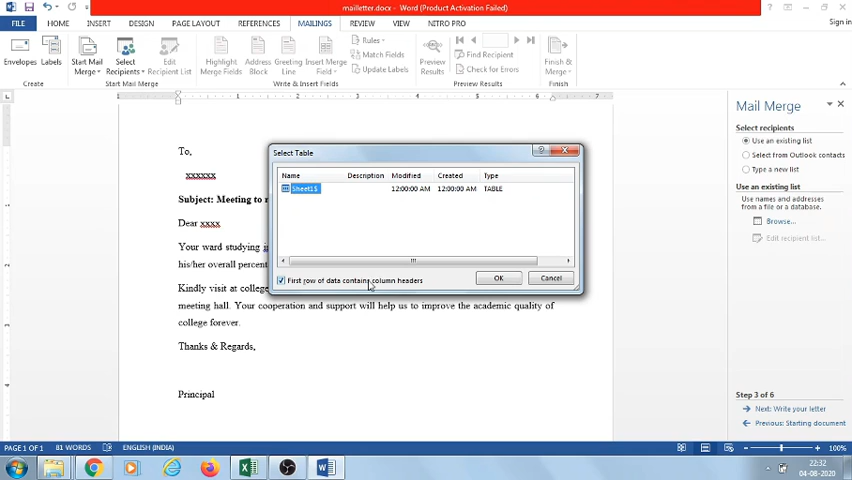 mailletter.docx - Word (Product Activation Failed)
FILE HOME INSERT DESIGN PAGE LAYOUT REFERENCES MAILINGS REVIEW VIEW NITRO PRO Sign in
Envelopes Labels
Start Mail Merge
Select Recipients
Edit Recipient List
Highlight Merge Fields
Address Block
Greeting Line
Insert Merge Field
Rules
Match Fields
Update Labels
Preview Results
Find Recipient
Check for Errors
Finish & Merge
Create Start Mail Merge Write & Insert Fields Preview Results Finish
1 1 2 3 4 5 6 7
To,
xxxxxx
Subject: Meeting to
Dear xxxx
Your ward studying
his/her overall percent
Kindly visit at colleg
meeting hall. Your cooperation and support will help us to improve the academic quality of
college forever.
Thanks & Regards,
Principal
Select Table
Name Description Modified Created Type
Sheet1$ 12:00:00 AM 12:00:00 AM TABLE
First row of data contains column headers
OK Cancel
Mail Merge
Select recipients
Use an existing list
Select from Outlook contacts
Type a new list
Use an existing list
Use names and addresses
from a file or a database.
Browse...
Edit recipient list...
Step 3 of 6
Next: Write your letter
Previous: Starting document
PAGE 1 OF 1 81 WORDS ENGLISH (INDIA) 100%
22:32
04-08-2020